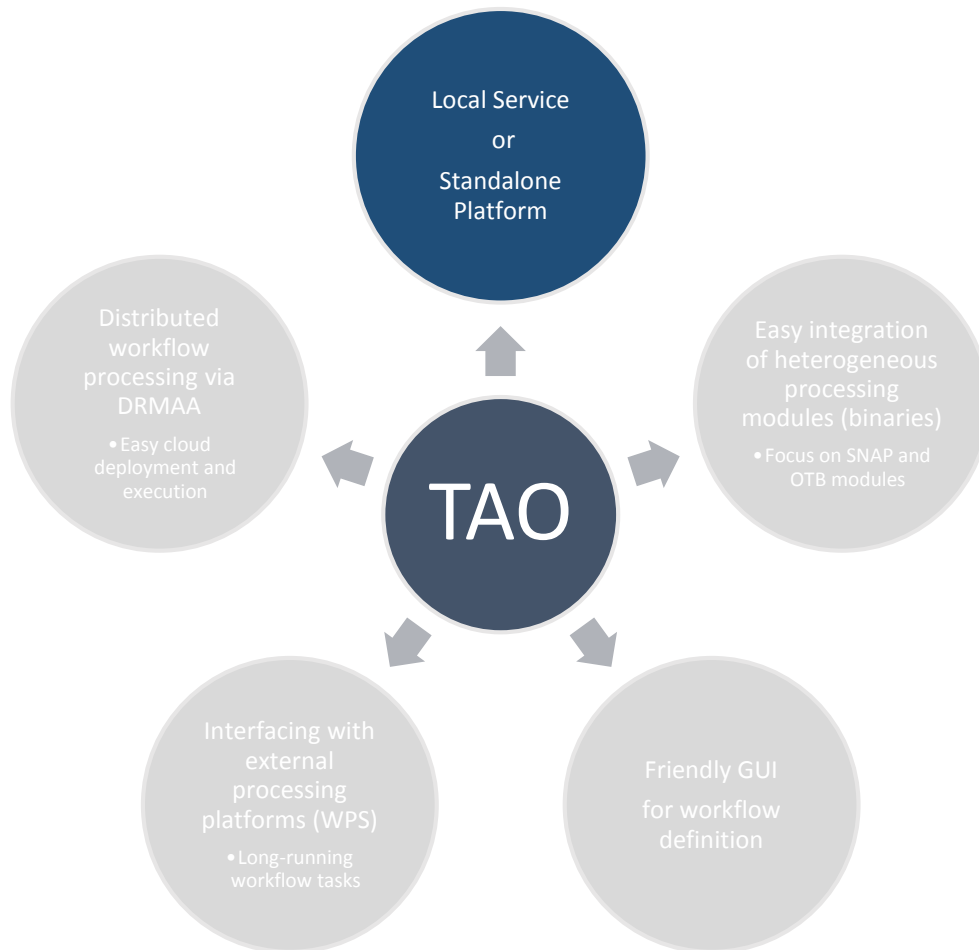 Local Service
or
Standalone
Platform
Distributed
workflow
processing via
DRMAA
•Easy cloud
deployment and
execution
Easy integration
of heterogeneous
processing
modules (binaries)
•Focus on SNAP and
OTB modules
TAO
Interfacing with
external
processing
platforms (WPS)
•Long-running
workflow tasks
Friendly GUI
for workflow
definition